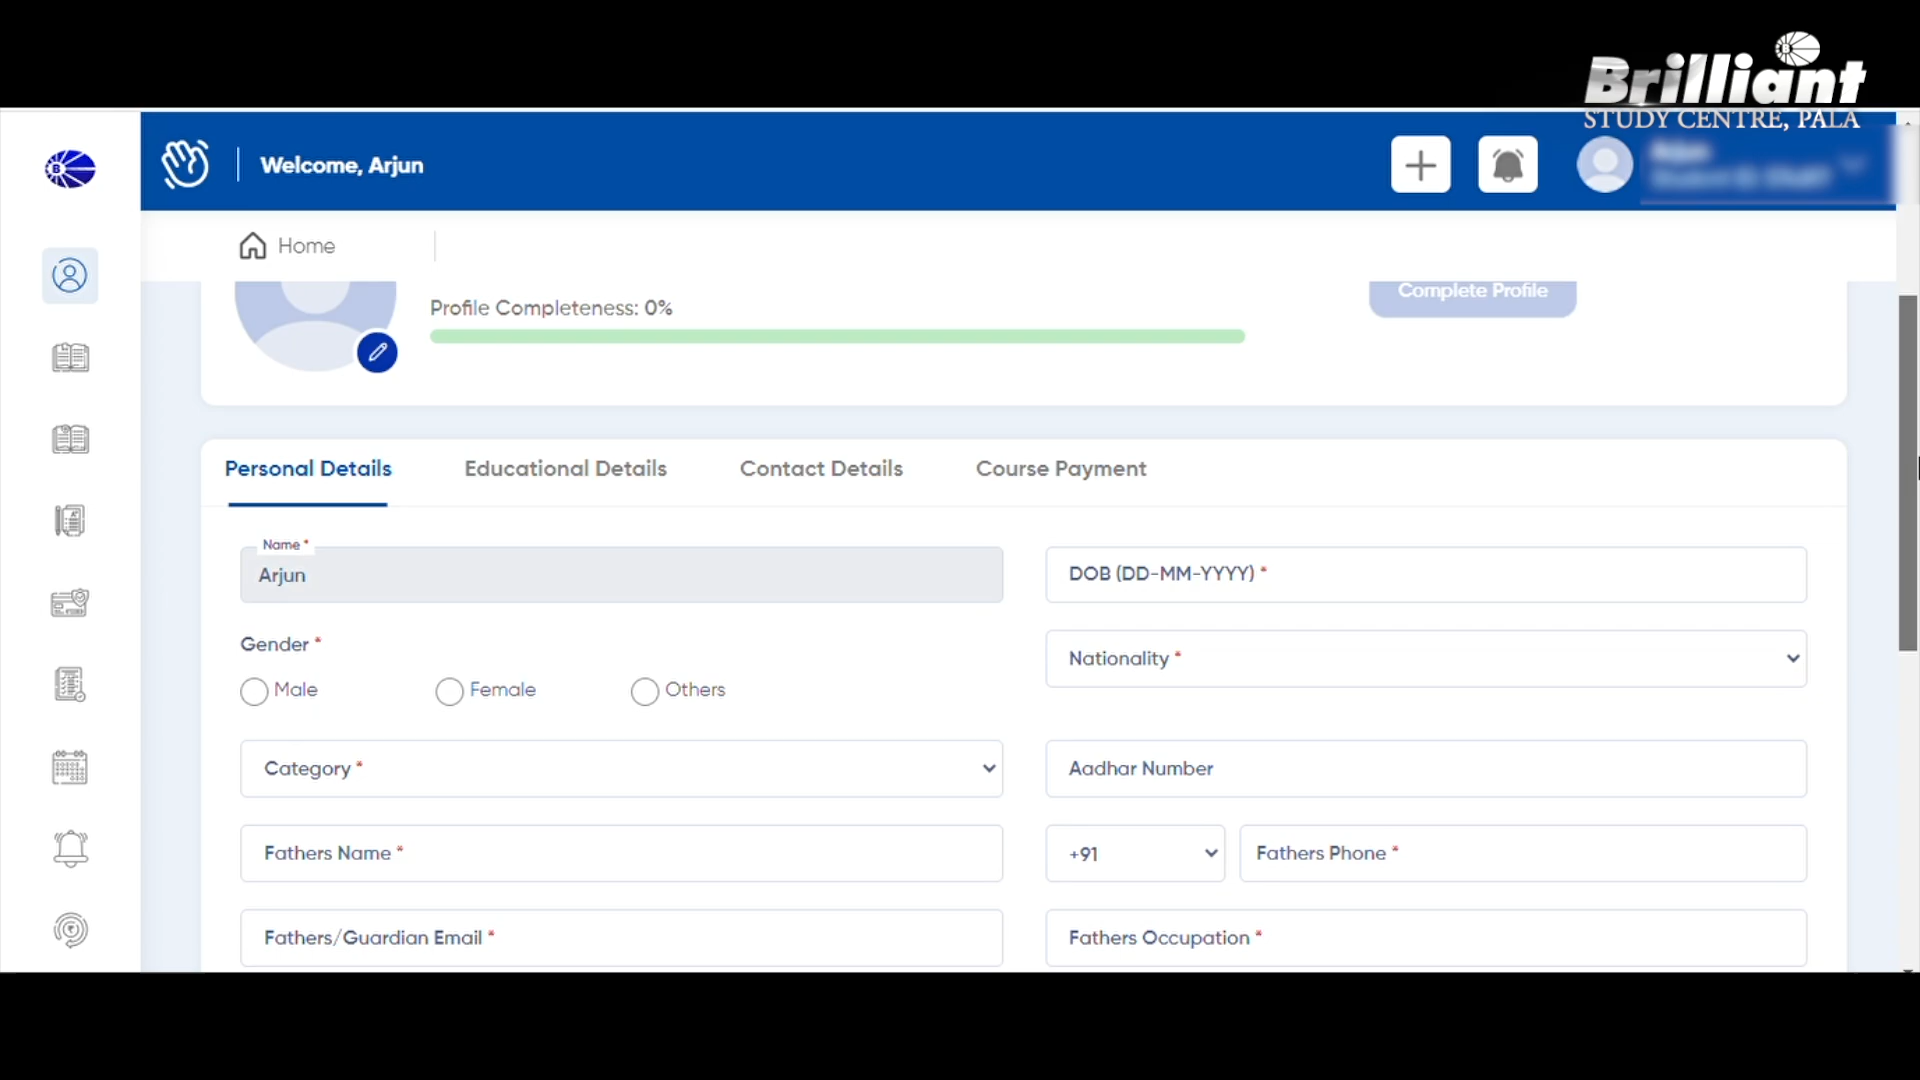 Brilliant
STUDY CENTRE, PALA
Welcome, Arjun
Home
Profile Completeness: 0%
Complete Profile
Personal Details
Educational Details
Contact Details
Course Payment
Name *
Arjun
DOB (DD-MM-YYYY) *
Gender *
Male
Female
Others
Nationality *
Category *
Aadhar Number
Fathers Name *
+91
Fathers Phone *
Fathers/Guardian Email *
Fathers Occupation *